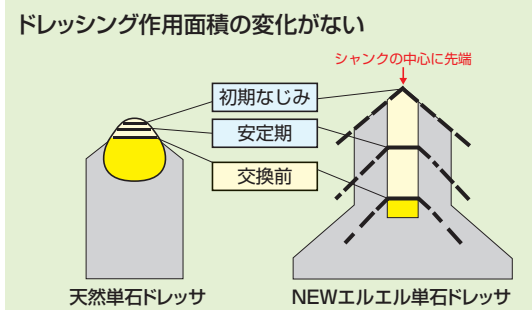 ドレッシング作用面積の変化がない
シャンクの中心に先端
初期なじみ
安定期
交換前
天然単石ドレッサ
NEWエルエル単石ドレッサ